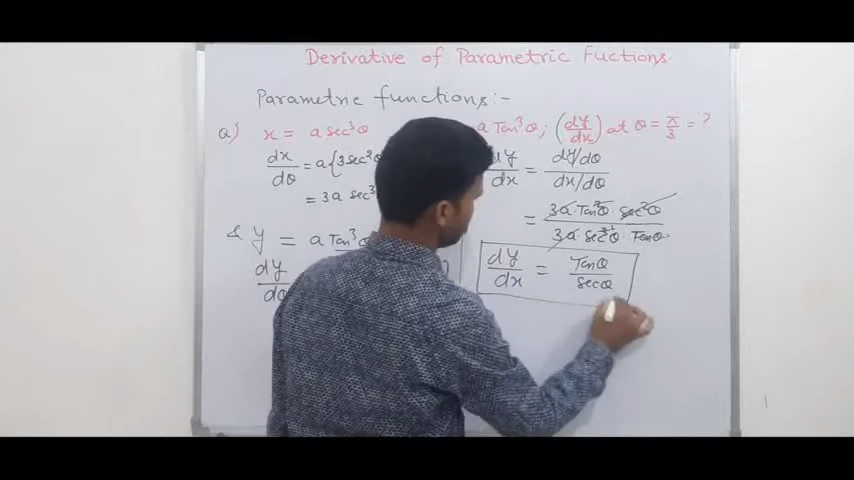 Derivative of Parametric Fuctions.
Parametric functions:-
Q) x = a sec³θ a Tan³θ; (dy/dx) at θ = π/3 = ?
dx/dθ = a{3sec²θ
= 3a sec³
& y = a Tan³θ
dy/dθ
dy/dx = dy/dθ / dx/dθ
= 3a·Tan²θ·sec²θ / 3a·sec³θ·Tanθ
dy/dx = Tanθ / secθ